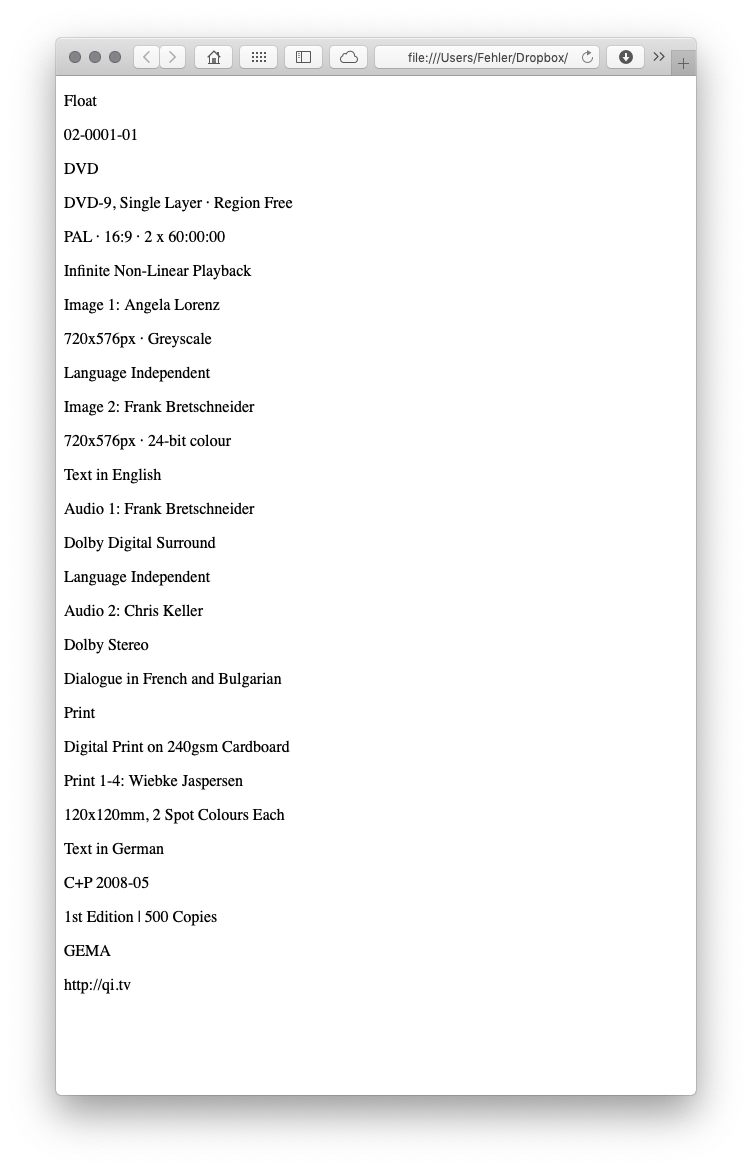 file:///Users/Fehler/Dropbox/
Float
02-0001-01
DVD
DVD-9, Single Layer · Region Free
PAL · 16:9 · 2 x 60:00:00
Infinite Non-Linear Playback
Image 1: Angela Lorenz
720x576px · Greyscale
Language Independent
Image 2: Frank Bretschneider
720x576px · 24-bit colour
Text in English
Audio 1: Frank Bretschneider
Dolby Digital Surround
Language Independent
Audio 2: Chris Keller
Dolby Stereo
Dialogue in French and Bulgarian
Print
Digital Print on 240gsm Cardboard
Print 1-4: Wiebke Jaspersen
120x120mm, 2 Spot Colours Each
Text in German
C+P 2008-05
1st Edition | 500 Copies
GEMA
http://qi.tv